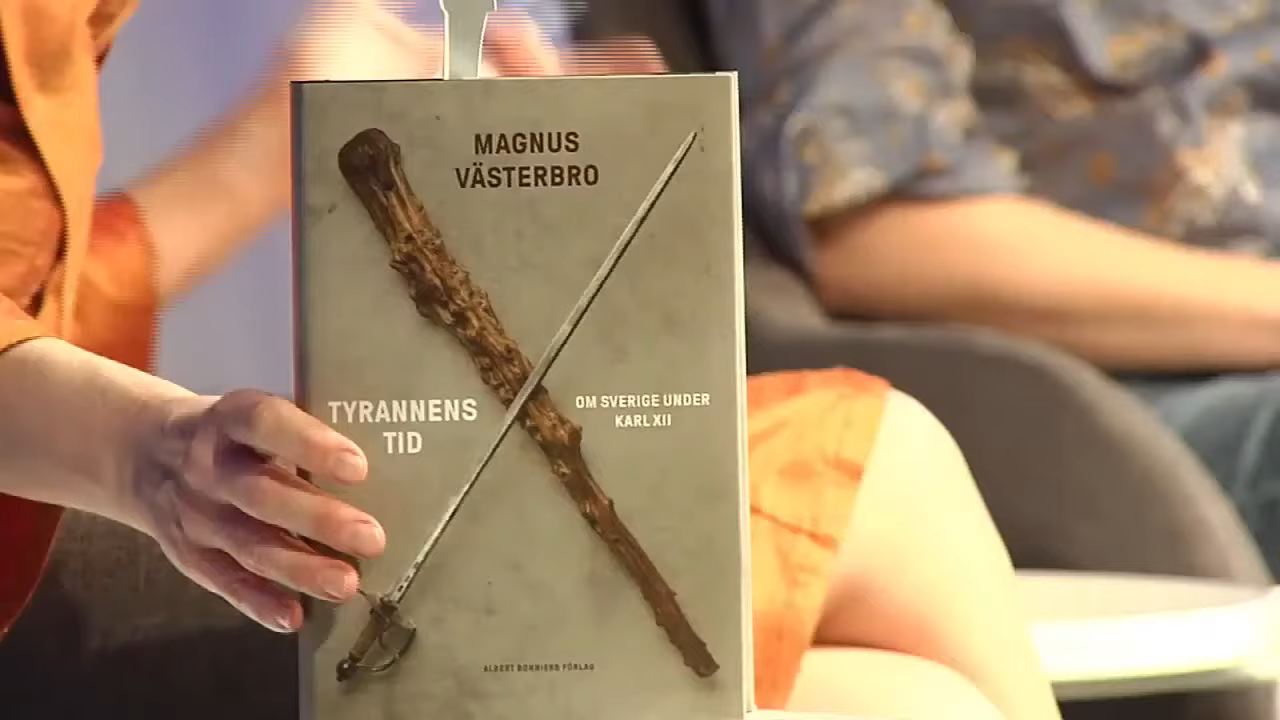 MAGNUS
VÄSTERBRO
TYRANNENS
TID
OM SVERIGE UNDER
KARL XII
ALBERT BONNIERS FÖRLAG